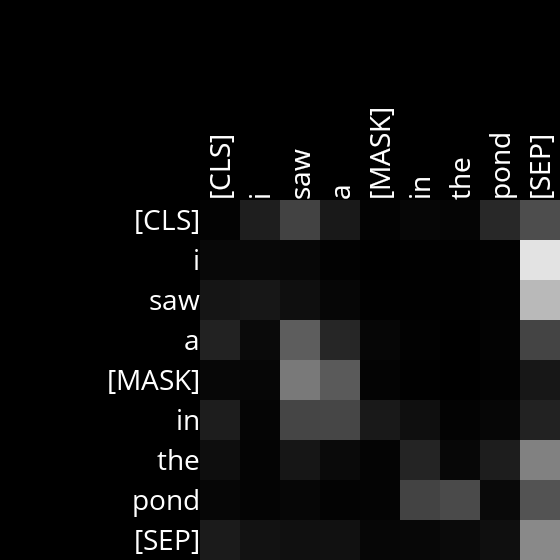 [CLS] i saw a [MASK] in the pond [SEP]
[CLS]
i
saw
a
[MASK]
in
the
pond
[SEP]